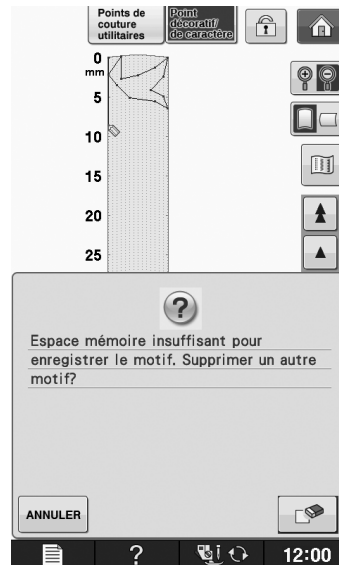 Points de
couture
utilitaires
Point
décoratif/
de caractère
0
mm
5
10
15
20
25
?
Espace mémoire insuffisant pour
enregistrer le motif. Supprimer un autre
motif?
ANNULER
?
12:00